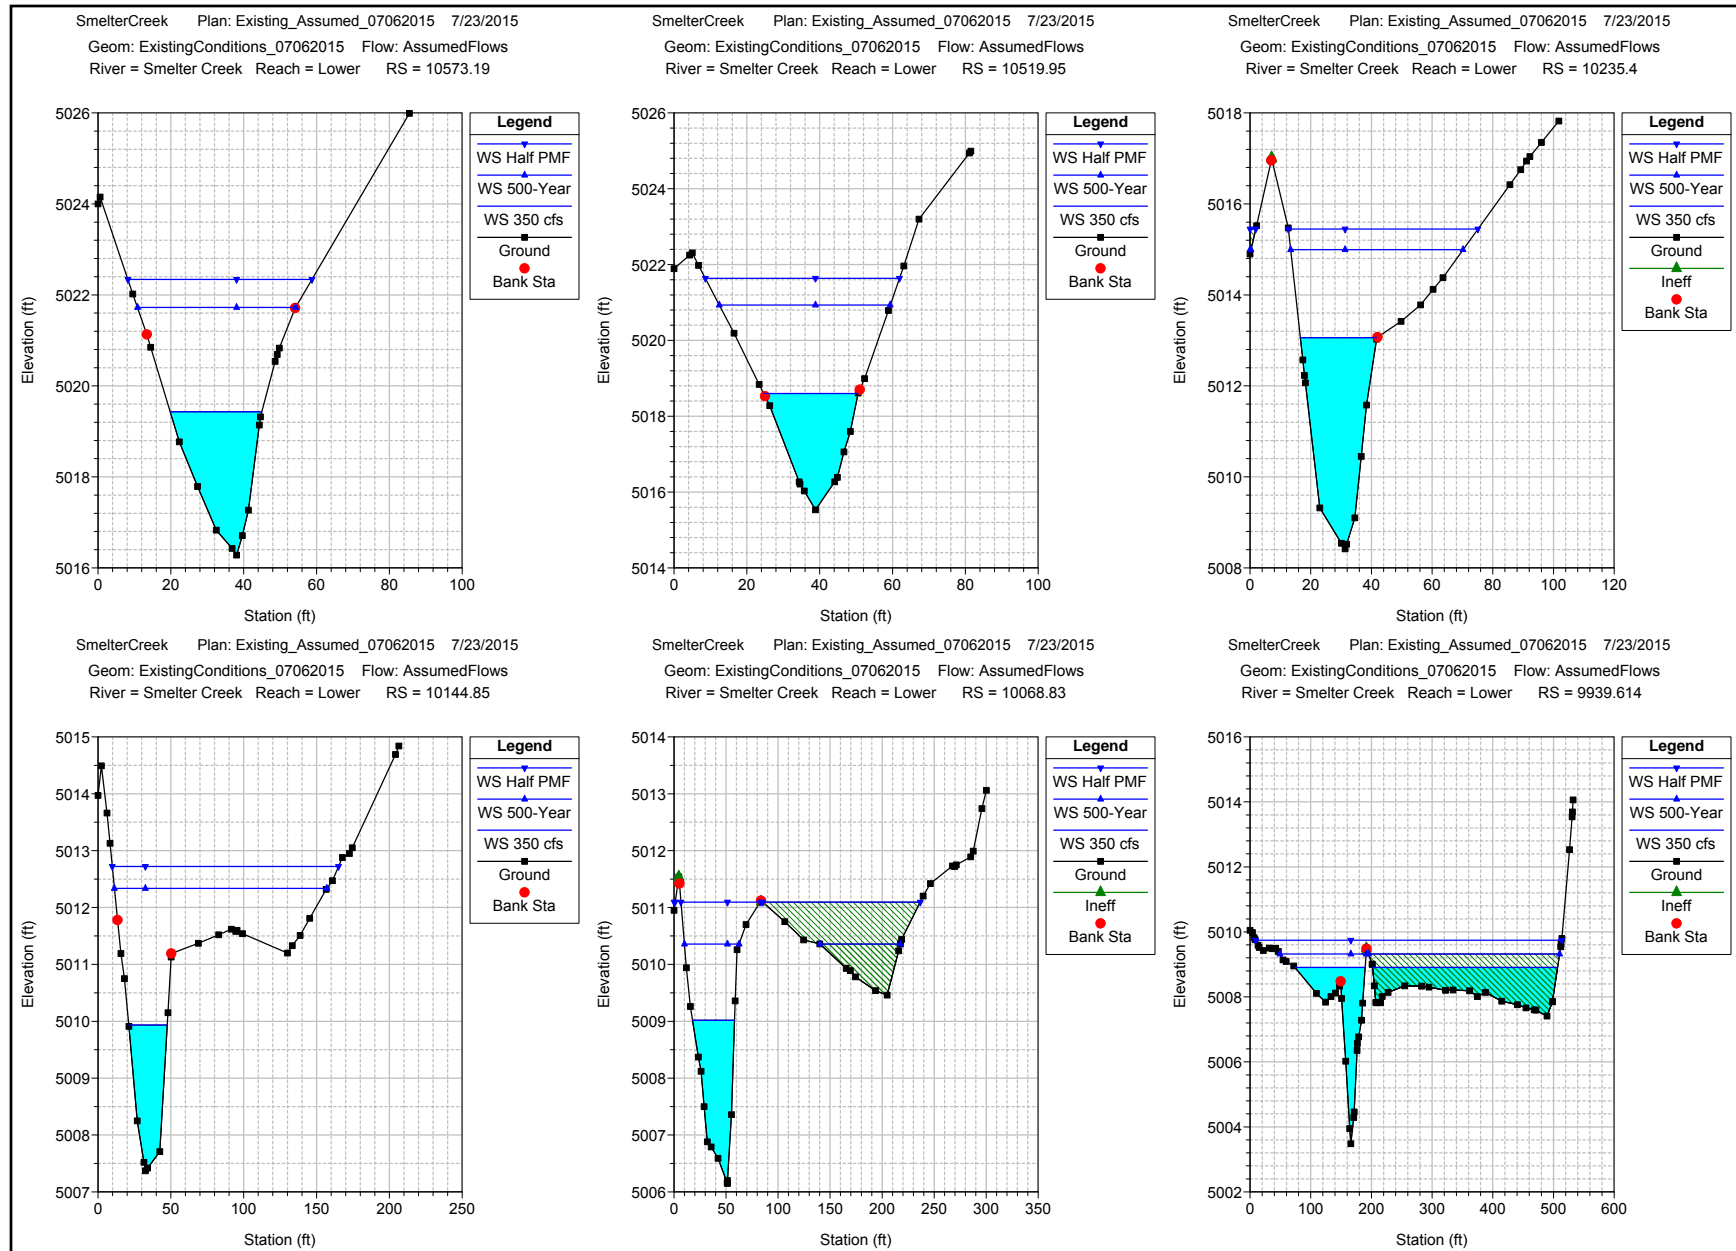 SmelterCreek Plan: Existing_Assumed_07062015 7/23/2015
Geom: ExistingConditions_07062015 Flow: AssumedFlows
River = Smelter Creek Reach = Lower RS = 10573.19
5026
5024
5022
5020
5018
5016
Elevation (ft)
0 20 40 60 80 100
Station (ft)
Legend
WS Half PMF
WS 500-Year
WS 350 cfs
Ground
Bank Sta
SmelterCreek Plan: Existing_Assumed_07062015 7/23/2015
Geom: ExistingConditions_07062015 Flow: AssumedFlows
River = Smelter Creek Reach = Lower RS = 10519.95
5026
5024
5022
5020
5018
5016
5014
Elevation (ft)
0 20 40 60 80 100
Station (ft)
Legend
WS Half PMF
WS 500-Year
WS 350 cfs
Ground
Bank Sta
SmelterCreek Plan: Existing_Assumed_07062015 7/23/2015
Geom: ExistingConditions_07062015 Flow: AssumedFlows
River = Smelter Creek Reach = Lower RS = 10235.4
5018
5016
5014
5012
5010
5008
Elevation (ft)
0 20 40 60 80 100 120
Station (ft)
Legend
WS Half PMF
WS 500-Year
WS 350 cfs
Ground
Ineff
Bank Sta
SmelterCreek Plan: Existing_Assumed_07062015 7/23/2015
Geom: ExistingConditions_07062015 Flow: AssumedFlows
River = Smelter Creek Reach = Lower RS = 10144.85
5015
5014
5013
5012
5011
5010
5009
5008
5007
Elevation (ft)
0 50 100 150 200 250
Station (ft)
Legend
WS Half PMF
WS 500-Year
WS 350 cfs
Ground
Bank Sta
SmelterCreek Plan: Existing_Assumed_07062015 7/23/2015
Geom: ExistingConditions_07062015 Flow: AssumedFlows
River = Smelter Creek Reach = Lower RS = 10068.83
5014
5013
5012
5011
5010
5009
5008
5007
5006
Elevation (ft)
0 50 100 150 200 250 300 350
Station (ft)
Legend
WS Half PMF
WS 500-Year
WS 350 cfs
Ground
Ineff
Bank Sta
SmelterCreek Plan: Existing_Assumed_07062015 7/23/2015
Geom: ExistingConditions_07062015 Flow: AssumedFlows
River = Smelter Creek Reach = Lower RS = 9939.614
5016
5014
5012
5010
5008
5006
5004
5002
Elevation (ft)
0 100 200 300 400 500 600
Station (ft)
Legend
WS Half PMF
WS 500-Year
WS 350 cfs
Ground
Ineff
Bank Sta